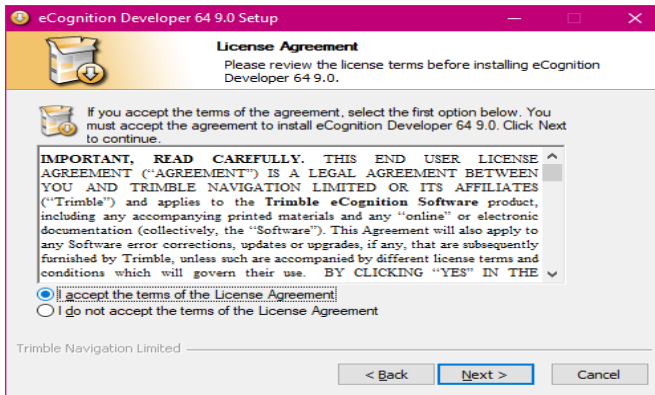 eCognition Developer 64 9.0 Setup
License Agreement
Please review the license terms before installing eCognition
Developer 64 9.0.
If you accept the terms of the agreement, select the first option below. You
must accept the agreement to install eCognition Developer 64 9.0. Click Next
to continue.
IMPORTANT, READ CAREFULLY. THIS END USER LICENSE
AGREEMENT (“AGREEMENT”) IS A LEGAL AGREEMENT BETWEEN
YOU AND TRIMBLE NAVIGATION LIMITED OR ITS AFFILIATES
(“Trimble”) and applies to the Trimble eCognition Software product,
including any accompanying printed materials and any “online” or electronic
documentation (collectively, the “Software”). This Agreement will also apply to
any Software error corrections, updates or upgrades, if any, that are subsequently
furnished by Trimble, unless such are accompanied by different license terms and
conditions which will govern their use. BY CLICKING “YES” IN THE
I accept the terms of the License Agreement
I do not accept the terms of the License Agreement
Trimble Navigation Limited
< Back Next > Cancel